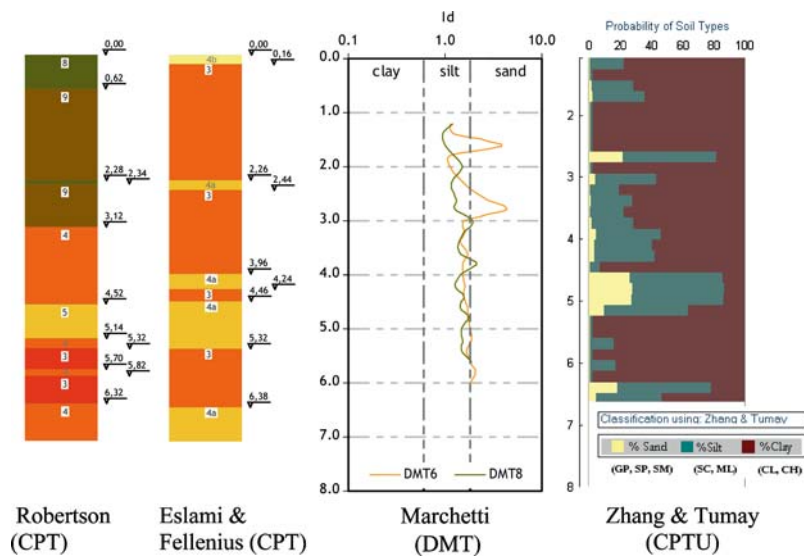 0,00
8
0,62
9
2,28
2,34
9
3,12
4
4,52
5
5,14
5,32
3
5,70
5,82
3
6,32
4
Robertson
(CPT)
0,00
4b
0,16
3
2,26
4a
2,44
3
3,96
4a
4,24
3
4,46
4a
5,32
3
6,38
4a
Eslami &
Fellenius (CPT)
Id
0.1 1.0 10.0
clay silt sand
0.0
1.0
2.0
3.0
4.0
5.0
6.0
7.0
8.0
DMT6 DMT8
Marchetti
(DMT)
Probability of Soil Types
0 20 40 60 80 100
2
3
4
5
6
7
8
Classification using: Zhang & Tumay
% Sand %Silt %Clay
(GP, SP, SM) (SC, ML) (CL, CH)
Zhang & Tumay
(CPTU)